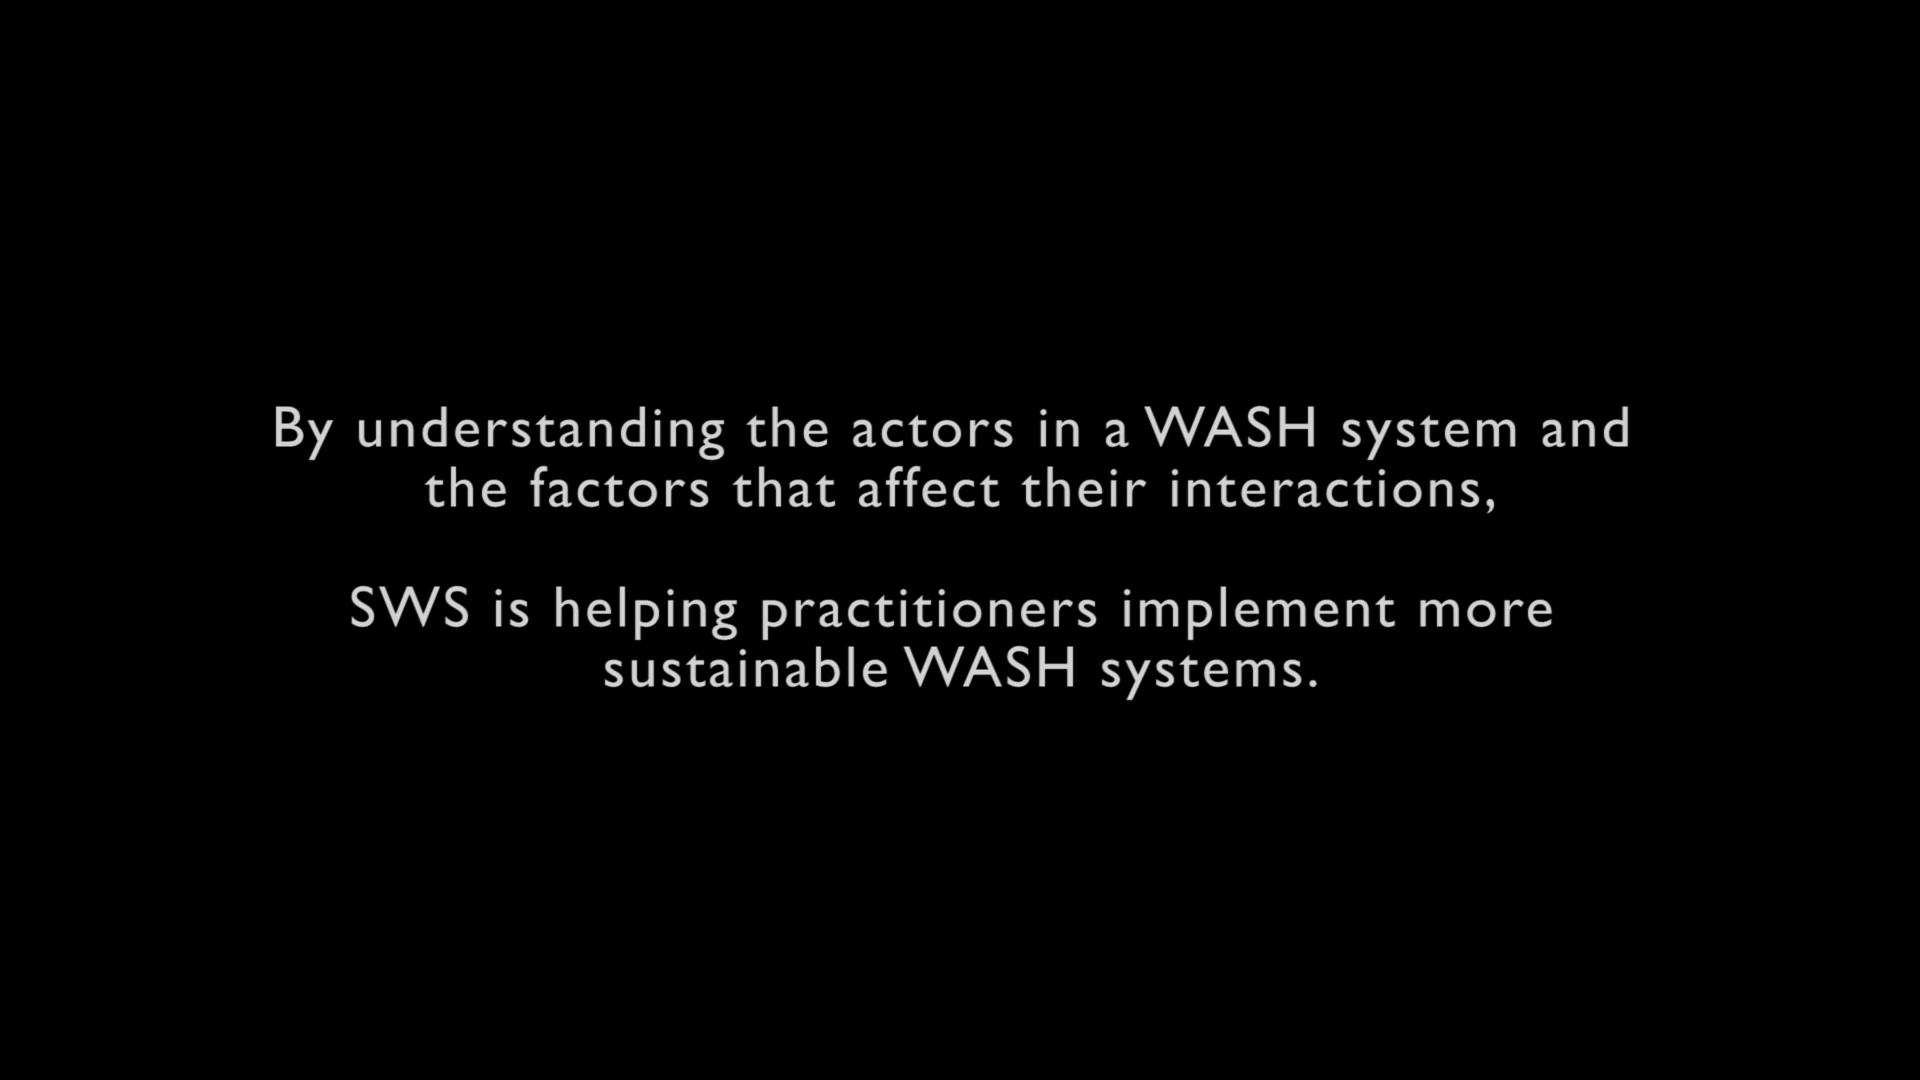 By understanding the actors in a WASH system and
the factors that affect their interactions,
SWS is helping practitioners implement more
sustainable WASH systems.